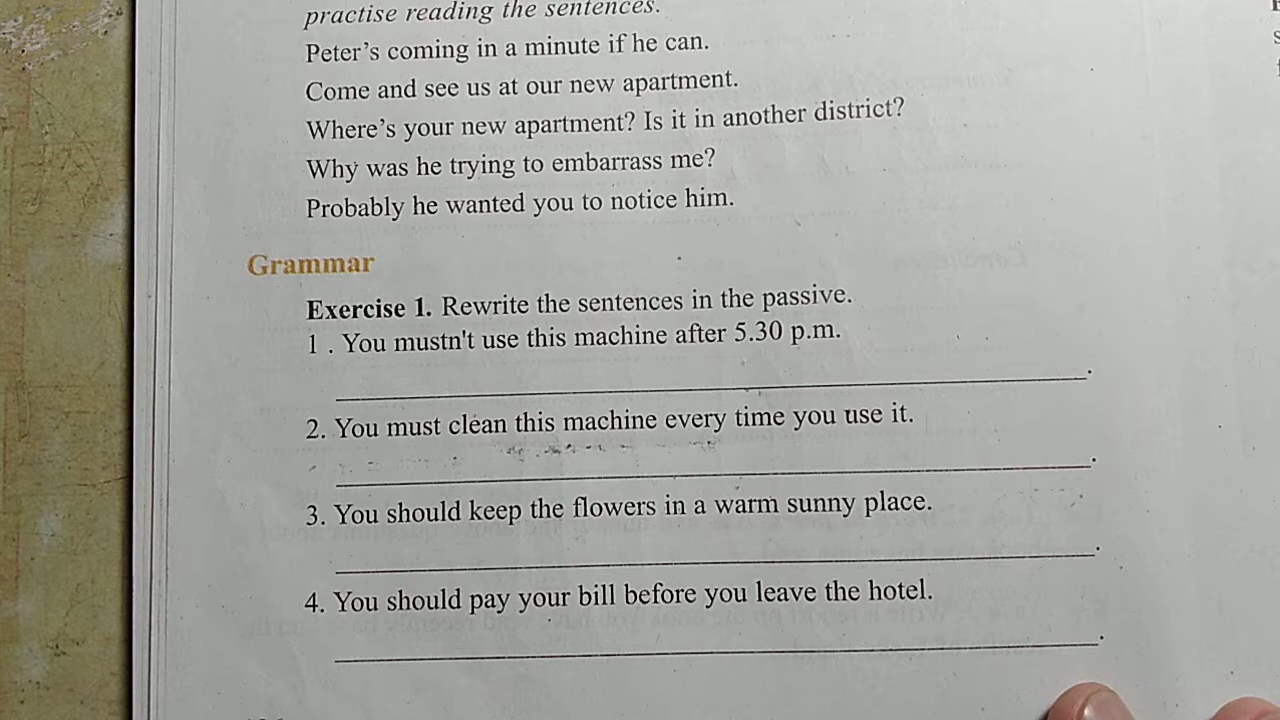 practise reading the sentences.
Peter's coming in a minute if he can.
Come and see us at our new apartment.
Where's your new apartment? Is it in another district?
Why was he trying to embarrass me?
Probably he wanted you to notice him.
Grammar
Exercise 1. Rewrite the sentences in the passive.
1 . You mustn't use this machine after 5.30 p.m.
2. You must clean this machine every time you use it.
3. You should keep the flowers in a warm sunny place.
4. You should pay your bill before you leave the hotel.